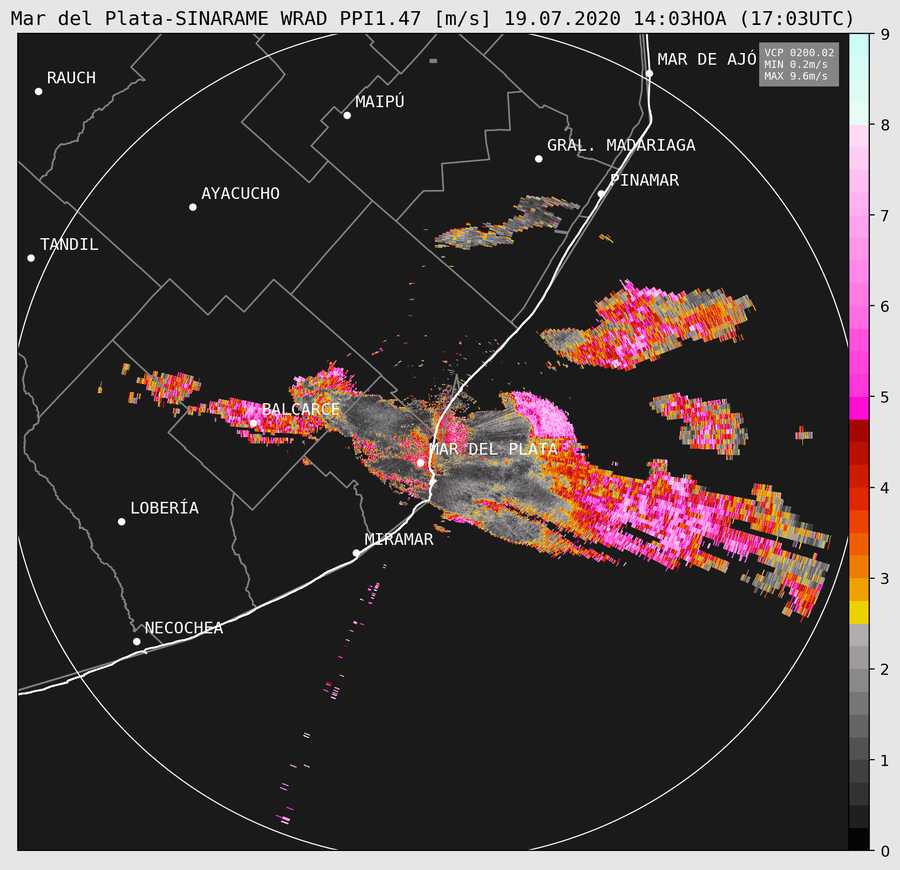 Mar del Plata-SINARAME WRAD PPI1.47 [m/s] 19.07.2020 14:03HOA (17:03UTC)
VCP 0200.02
MIN 0.2m/s
MAX 9.6m/s
MAR DE AJÓ
RAUCH
MAIPÚ
GRAL. MADARIAGA
PINAMAR
AYACUCHO
TANDIL
BALCARCE
MAR DEL PLATA
LOBERÍA
MIRAMAR
NECOCHEA
9
8
7
6
5
4
3
2
1
0